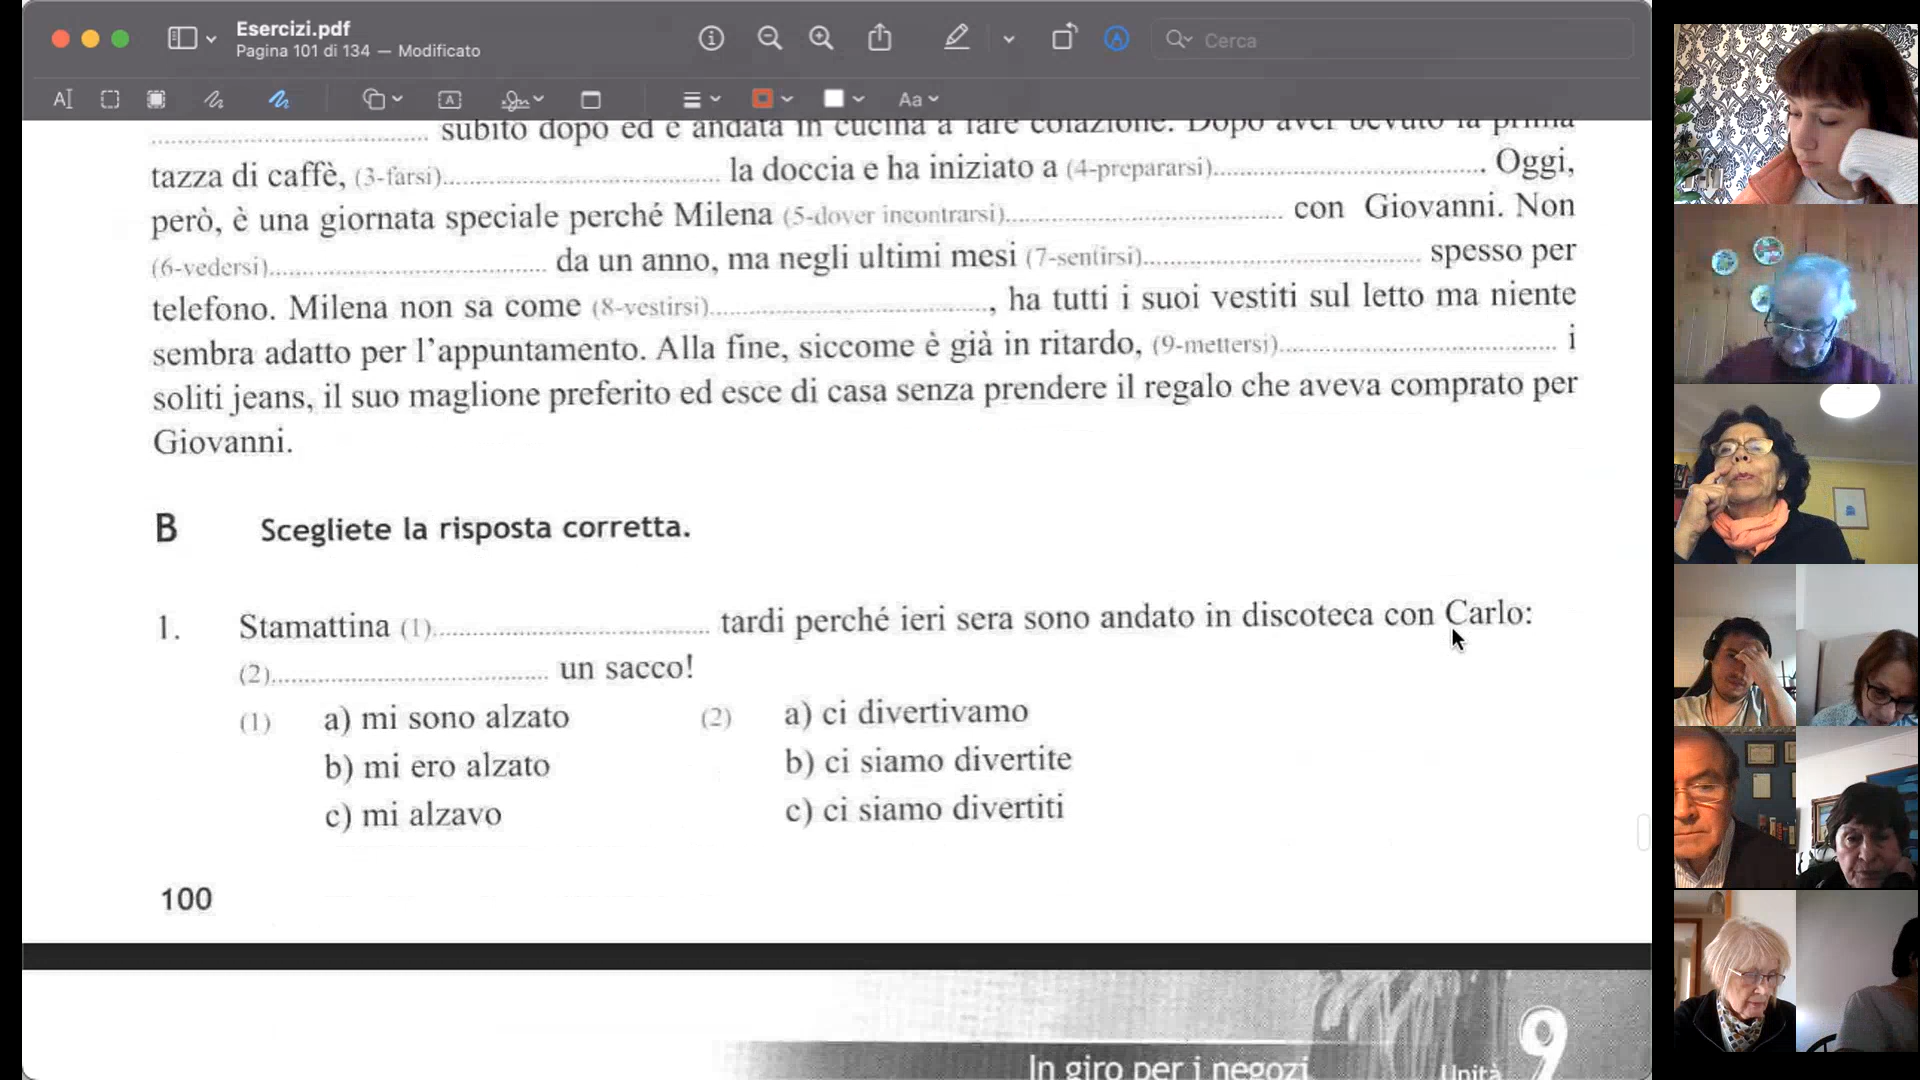 Esercizi.pdf
Pagina 101 di 134 — Modificato
Cerca
Aa
subito dopo ed è andata in cucina a fare colazione. Dopo aver bevuto la prima
tazza di caffè, (3-farsi)........................................ la doccia e ha iniziato a (4-prepararsi)....................................... Oggi,
però, è una giornata speciale perché Milena (5-dover incontrarsi)........................................ con Giovanni. Non
(6-vedersi)........................................ da un anno, ma negli ultimi mesi (7-sentirsi)........................................ spesso per
telefono. Milena non sa come (8-vestirsi)........................................, ha tutti i suoi vestiti sul letto ma niente
sembra adatto per l'appuntamento. Alla fine, siccome è già in ritardo, (9-mettersi)........................................ i
soliti jeans, il suo maglione preferito ed esce di casa senza prendere il regalo che aveva comprato per
Giovanni.
B Scegliete la risposta corretta.
1. Stamattina (1)........................................ tardi perché ieri sera sono andato in discoteca con Carlo:
(2)........................................ un sacco!
(1) a) mi sono alzato (2) a) ci divertivamo
b) mi ero alzato b) ci siamo divertite
c) mi alzavo c) ci siamo divertiti
100
In giro per i negozi
Unità 9